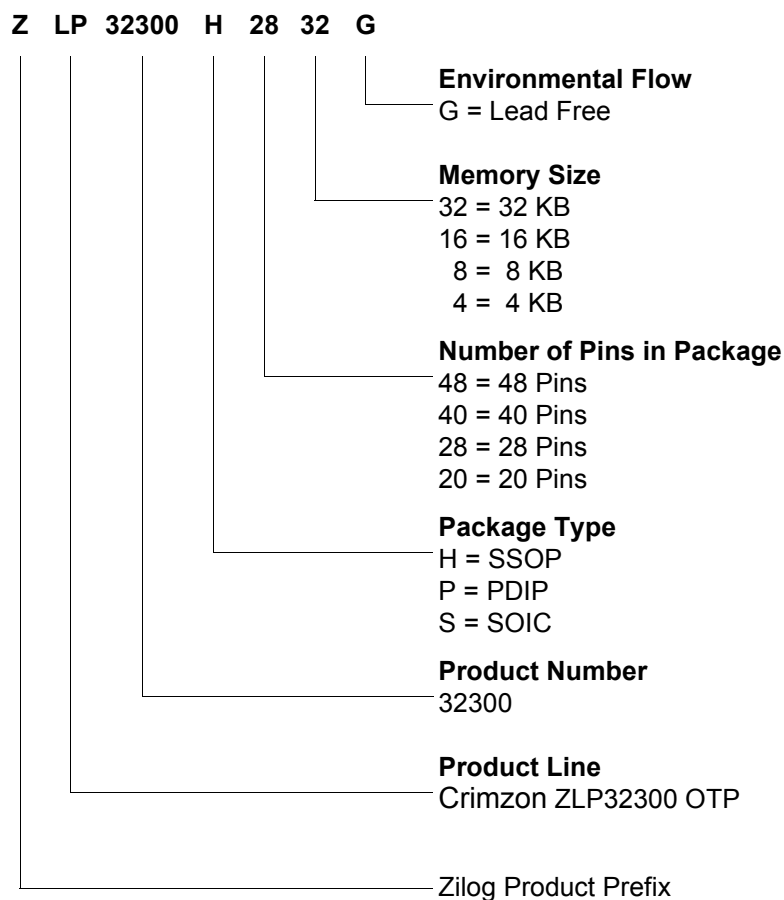 Z LP 32300 H 28 32 G
Environmental Flow
G = Lead Free
Memory Size
32 = 32 KB
16 = 16 KB
8 = 8 KB
4 = 4 KB
Number of Pins in Package
48 = 48 Pins
40 = 40 Pins
28 = 28 Pins
20 = 20 Pins
Package Type
H = SSOP
P = PDIP
S = SOIC
Product Number
32300
Product Line
Crimzon ZLP32300 OTP
Zilog Product Prefix